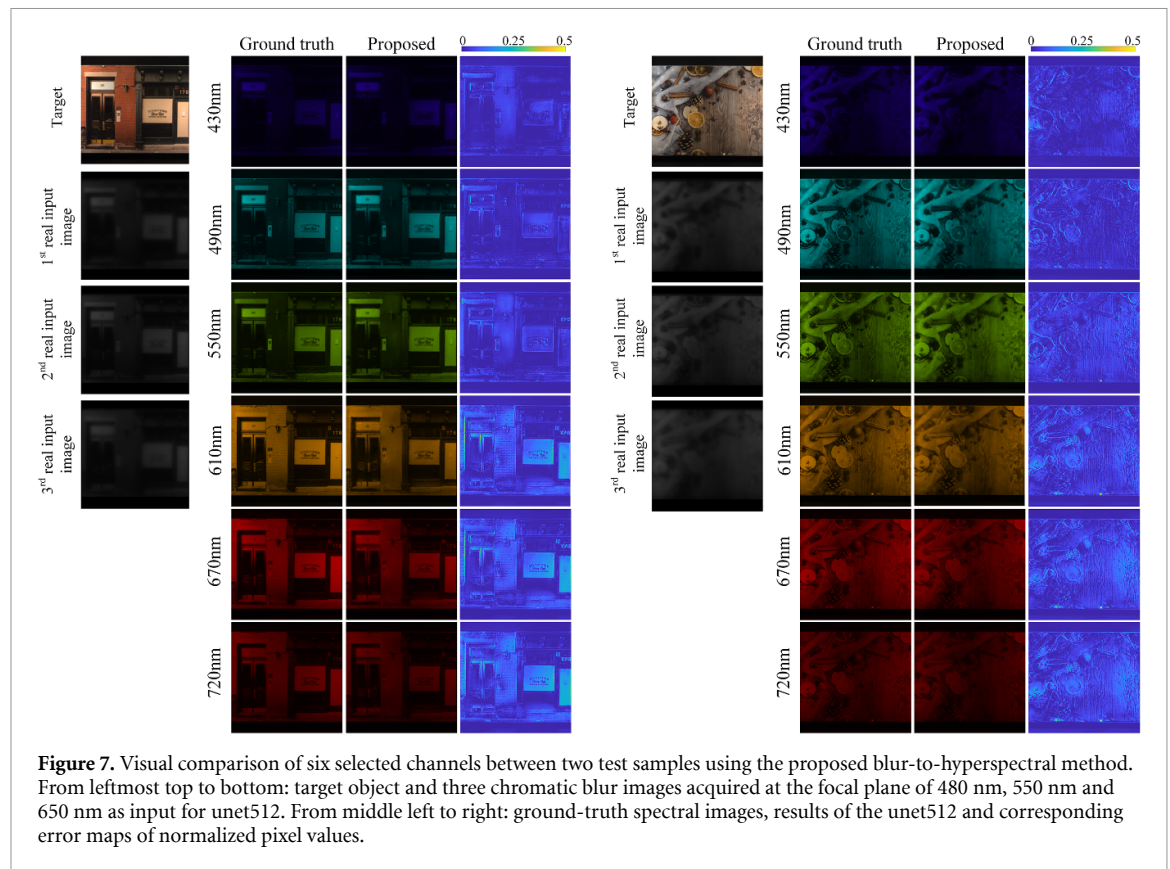 Ground truth Proposed 0 0.25 0.5
Target
430nm
1st real input image
490nm
2nd real input image
550nm
3rd real input image
610nm
670nm
720nm
Ground truth Proposed 0 0.25 0.5
Target
430nm
1st real input image
490nm
2nd real input image
550nm
3rd real input image
610nm
670nm
720nm
Figure 7. Visual comparison of six selected channels between two test samples using the proposed blur-to-hyperspectral method.
From leftmost top to bottom: target object and three chromatic blur images acquired at the focal plane of 480 nm, 550 nm and
650 nm as input for unet512. From middle left to right: ground-truth spectral images, results of the unet512 and corresponding
error maps of normalized pixel values.